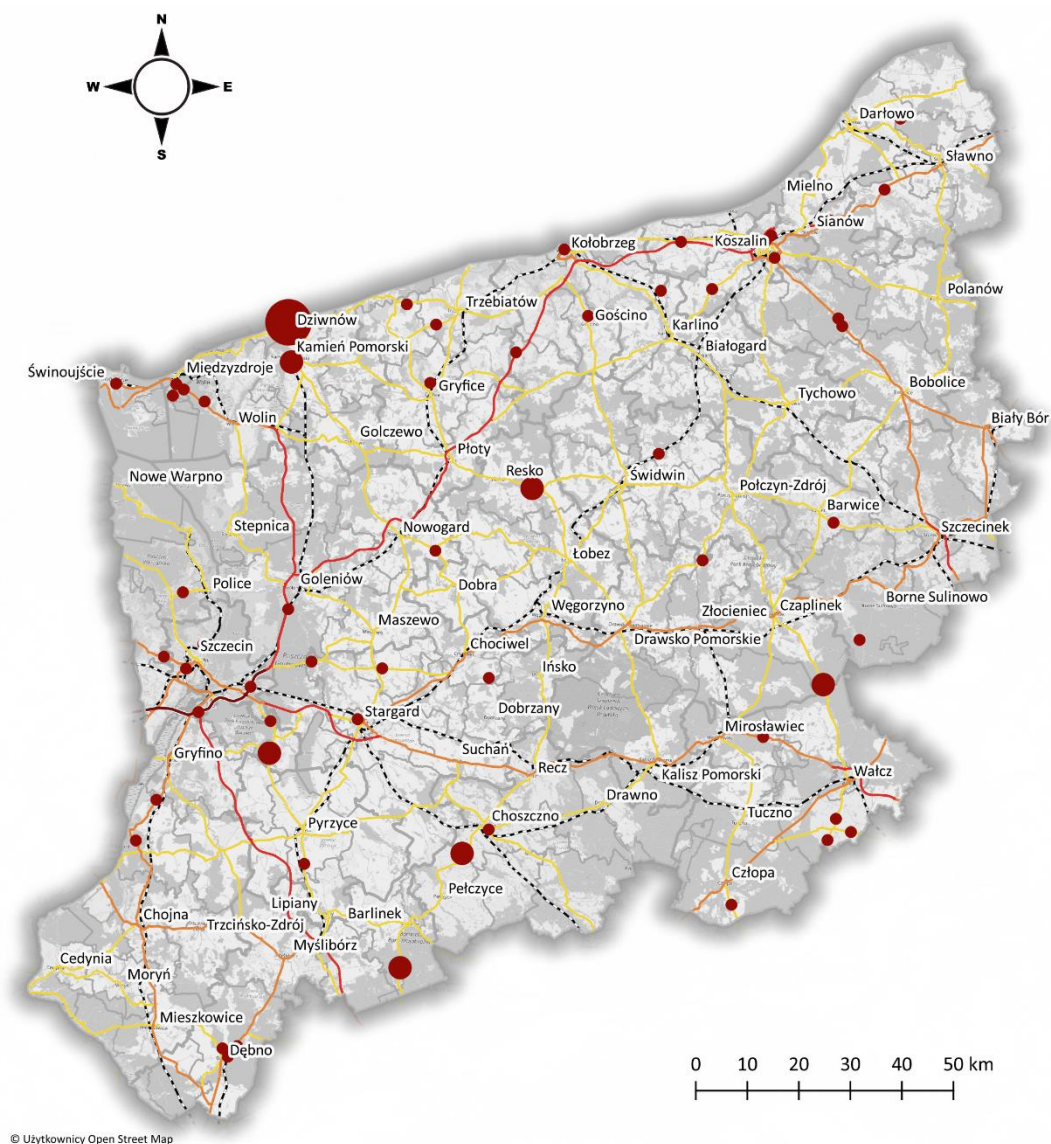 N
W
E
S
Darłowo
Sławno
Mielno
Sianów
Kołobrzeg
Koszalin
Polanów
Trzebiatów
Gościno
Dziwnów
Karlino
Kamień Pomorski
Białogard
Świnoujście
Międzyzdroje
Gryfice
Bobolice
Tychowo
Wolin
Biały Bór
Golczewo
Płoty
Resko
Świdwin
Nowe Warpno
Połczyn-Zdrój
Barwice
Stepnica
Nowogard
Szczecinek
Łobez
Police
Goleniów
Dobra
Borne Sulinowo
Węgorzyno
Złocieniec
Czaplinek
Maszewo
Szczecin
Chociwel
Drawsko Pomorskie
Ińsko
Dobrzany
Stargard
Mirosławiec
Gryfino
Suchań
Recz
Kalisz Pomorski
Wałcz
Drawno
Tuczno
Choszczno
Pyrzyce
Człopa
Pełczyce
Lipiany
Chojna
Trzcińsko-Zdrój
Barlinek
Myślibórz
Cedynia
Moryń
Mieszkowice
Dębno
0 10 20 30 40 50 km
© Użytkownicy Open Street Map